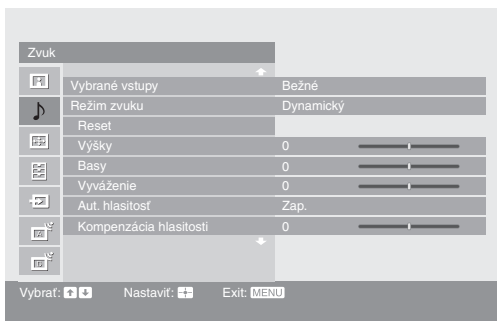 Zvuk
Vybrané vstupy Bežné
Režim zvuku Dynamický
Reset
Výšky 0
Basy 0
Vyváženie 0
Aut. hlasitosť Zap.
Kompenzácia hlasitosti 0
Vybrať: Nastaviť: Exit: MENU